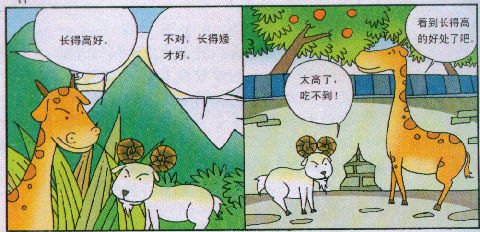 长得高好。
不对，长得矮
才好。
太高了，
吃不到！
看到长得高
的好处了吧。